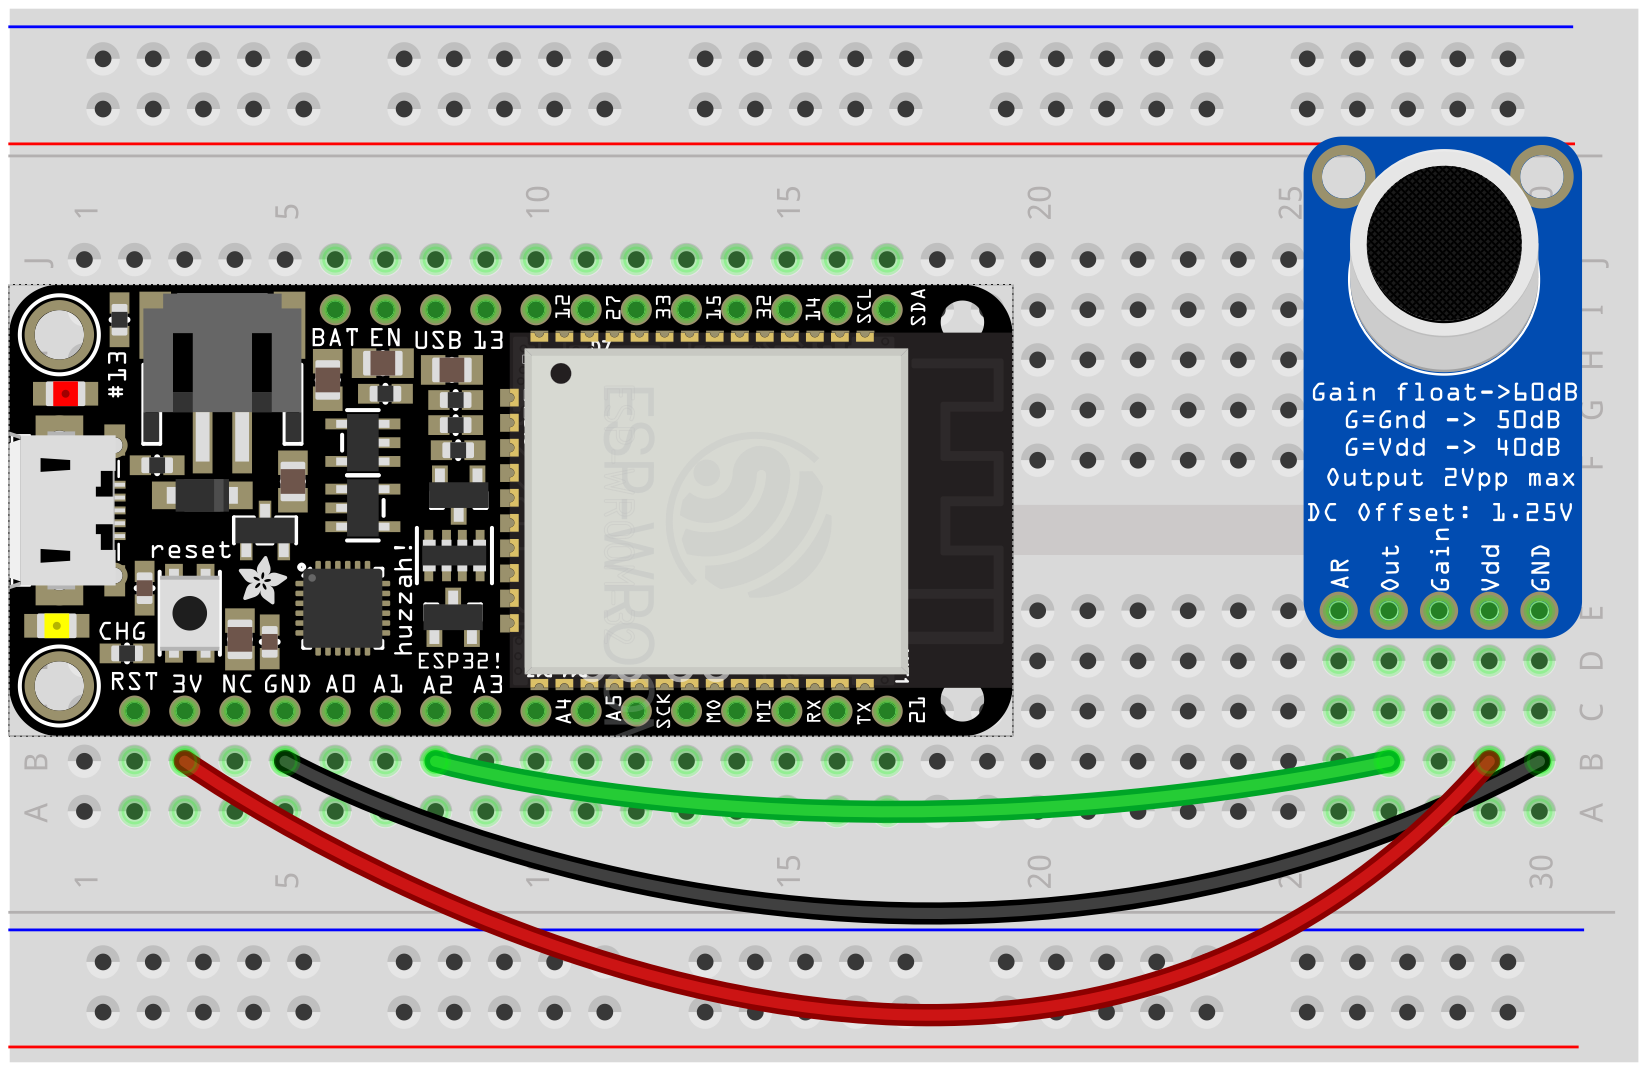 1
5
10
15
20
25
J
J
I
H
G
F
E
D
C
B
B
A
A
BAT EN USB 13
12
27
33
15
32
14
SCL
SDA
#13
ESP-WROOM
reset
huzzah!
CHG
ESP32!
RST 3V NC GND A0 A1 A2 A3
A4
A5
SCK
MO
MI
RX
TX
21
Gain float->60dB
G=Gnd -> 50dB
G=Vdd -> 40dB
Output 2Vpp max
DC Offset: 1.25V
AR
Out
Gain
Vdd
GND
1
5
15
20
30